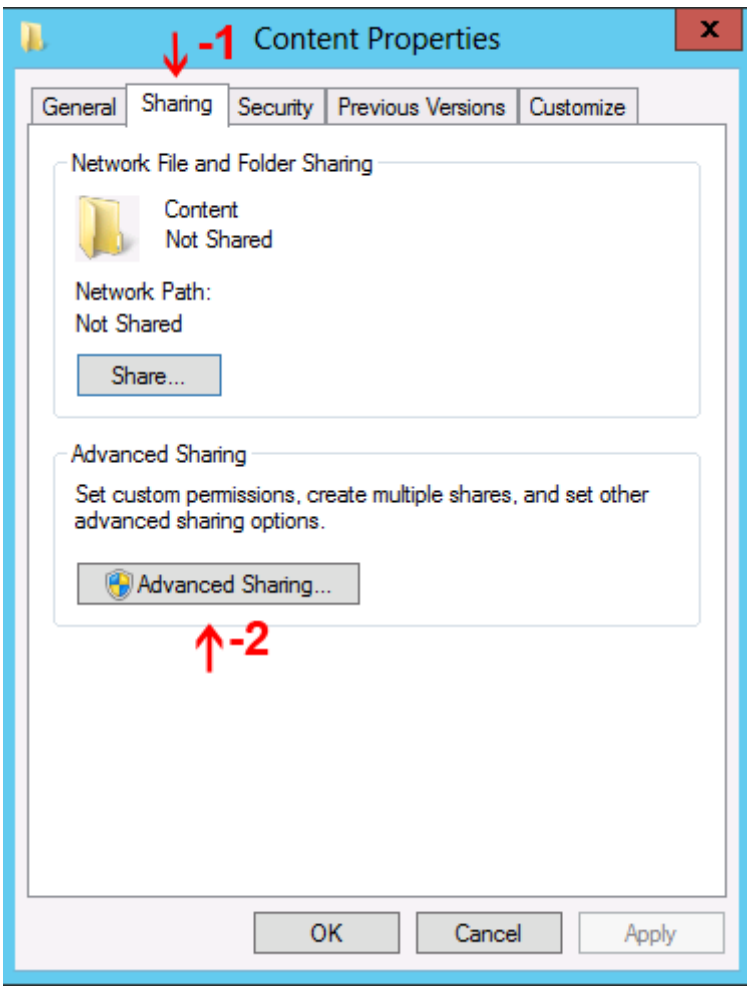 -1
Content Properties
x
General Sharing Security Previous Versions Customize
Network File and Folder Sharing
Content
Not Shared
Network Path:
Not Shared
Share...
Advanced Sharing
Set custom permissions, create multiple shares, and set other
advanced sharing options.
Advanced Sharing...
-2
OK Cancel Apply